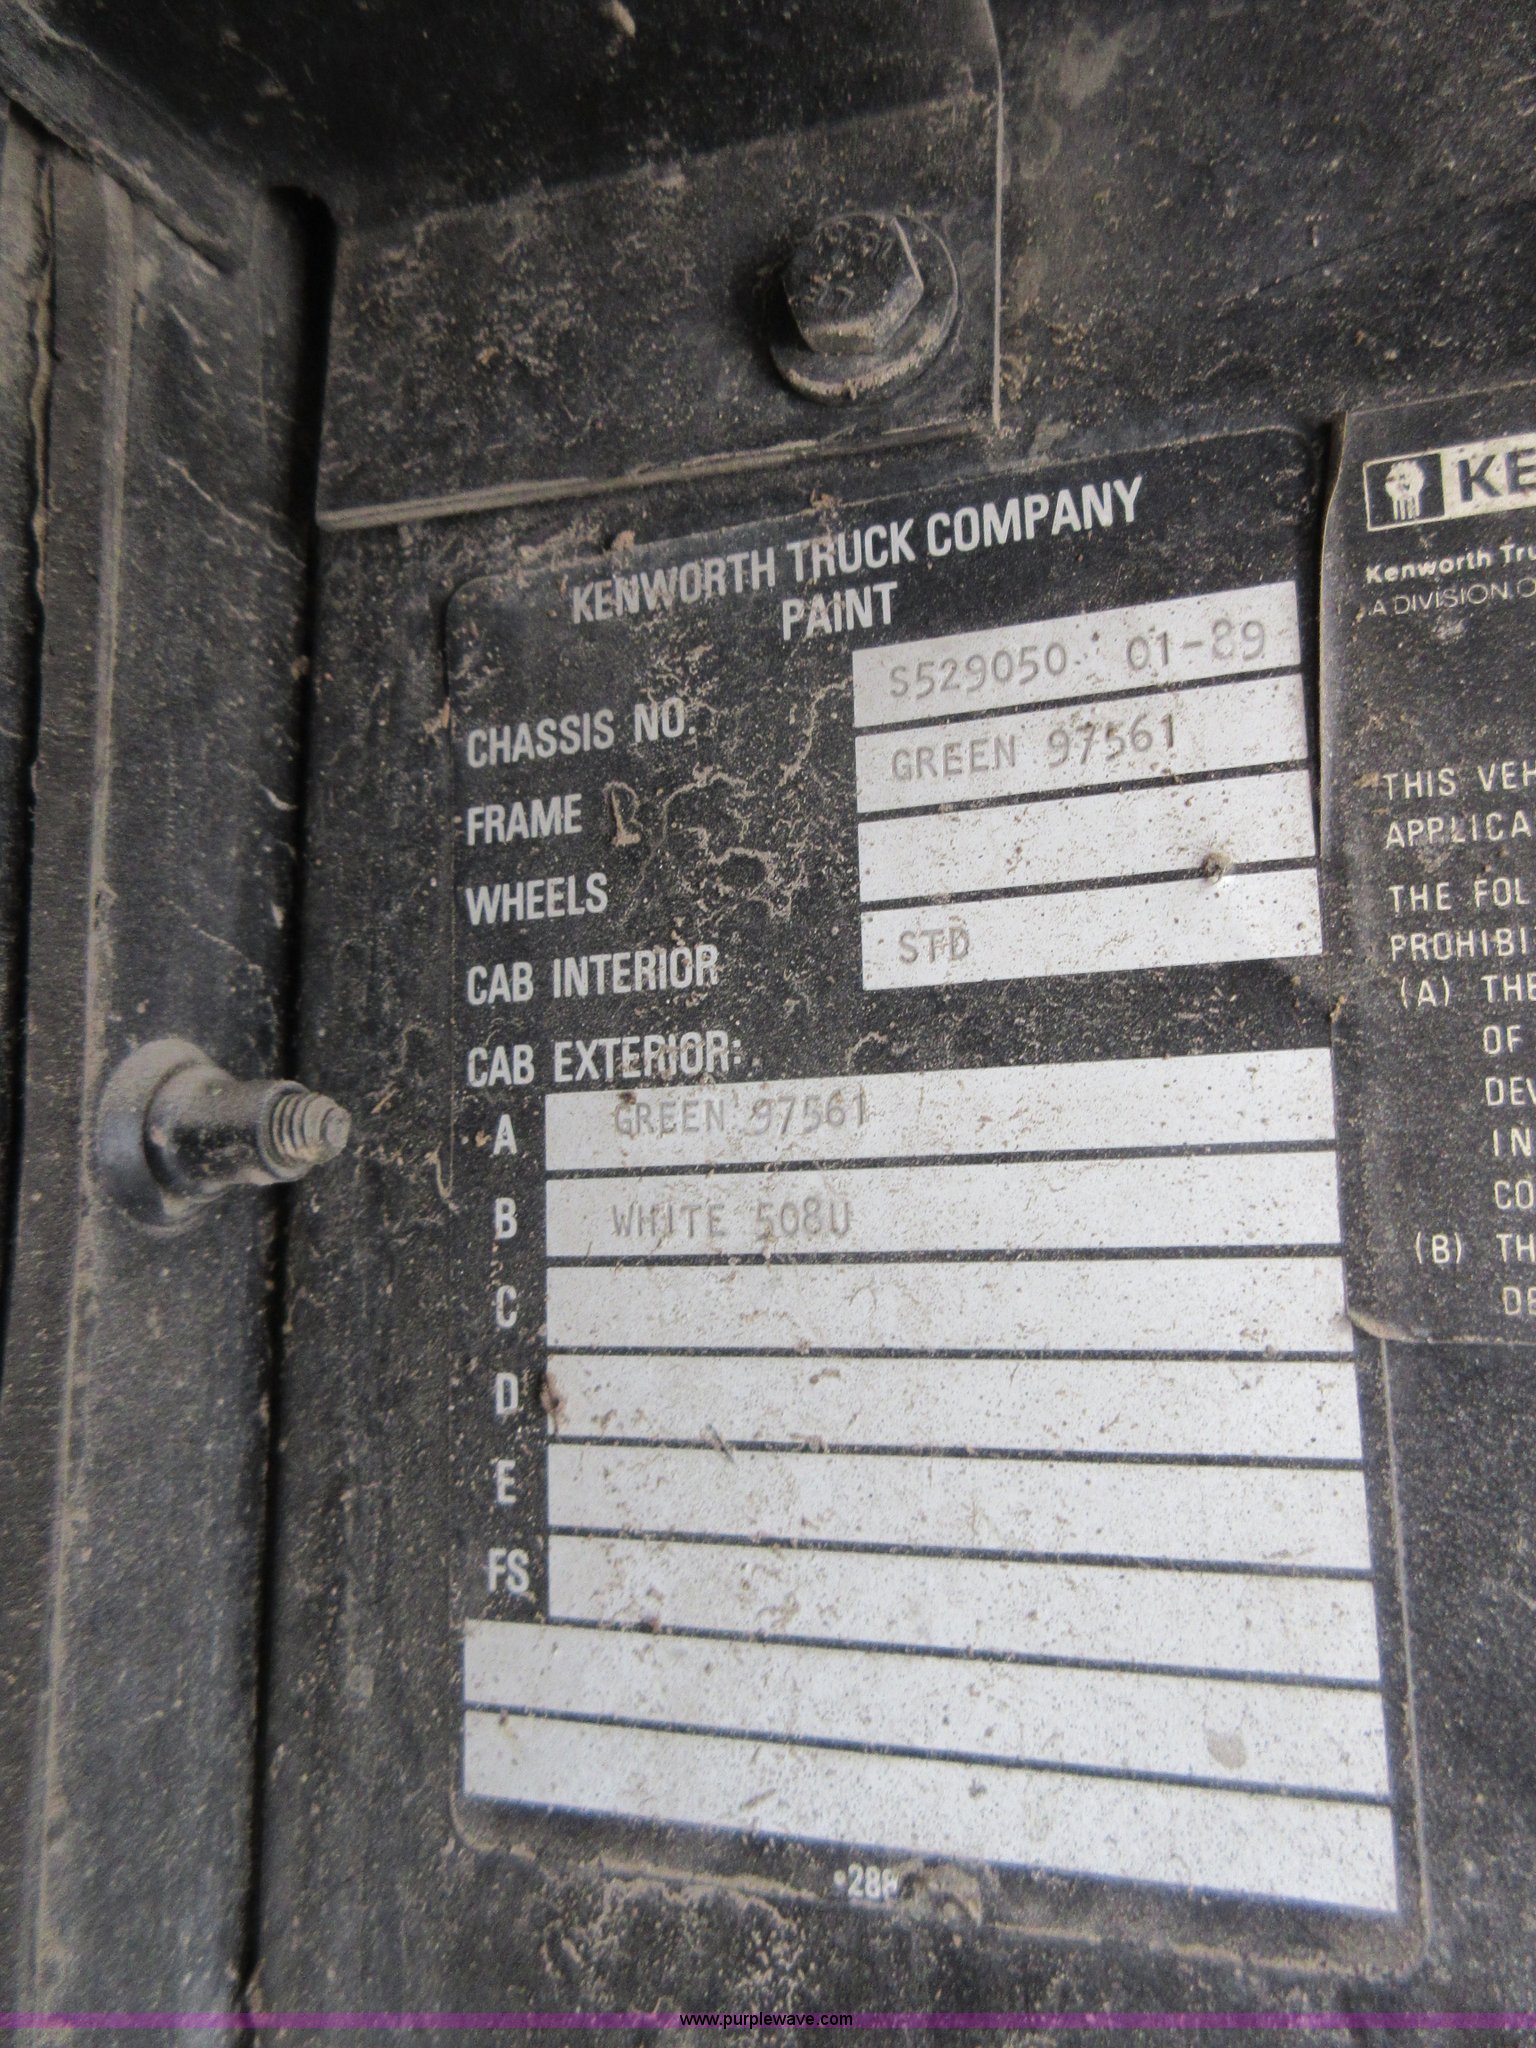 KENWORTH TRUCK COMPANY
PAINT
CHASSIS NO. S529050 01-89
FRAME GREEN 97561
WHEELS
CAB INTERIOR STD
CAB EXTERIOR:
A GREEN 97561
B WHITE 508U
C
D
E
FS
•288
KE
Kenworth Tru
A DIVISION O
THIS VEH
APPLICA
THE FOL
PROHIBI
(A) THE
OF
DEV
IN
CO
(B) TH
DE
www.purplewave.com